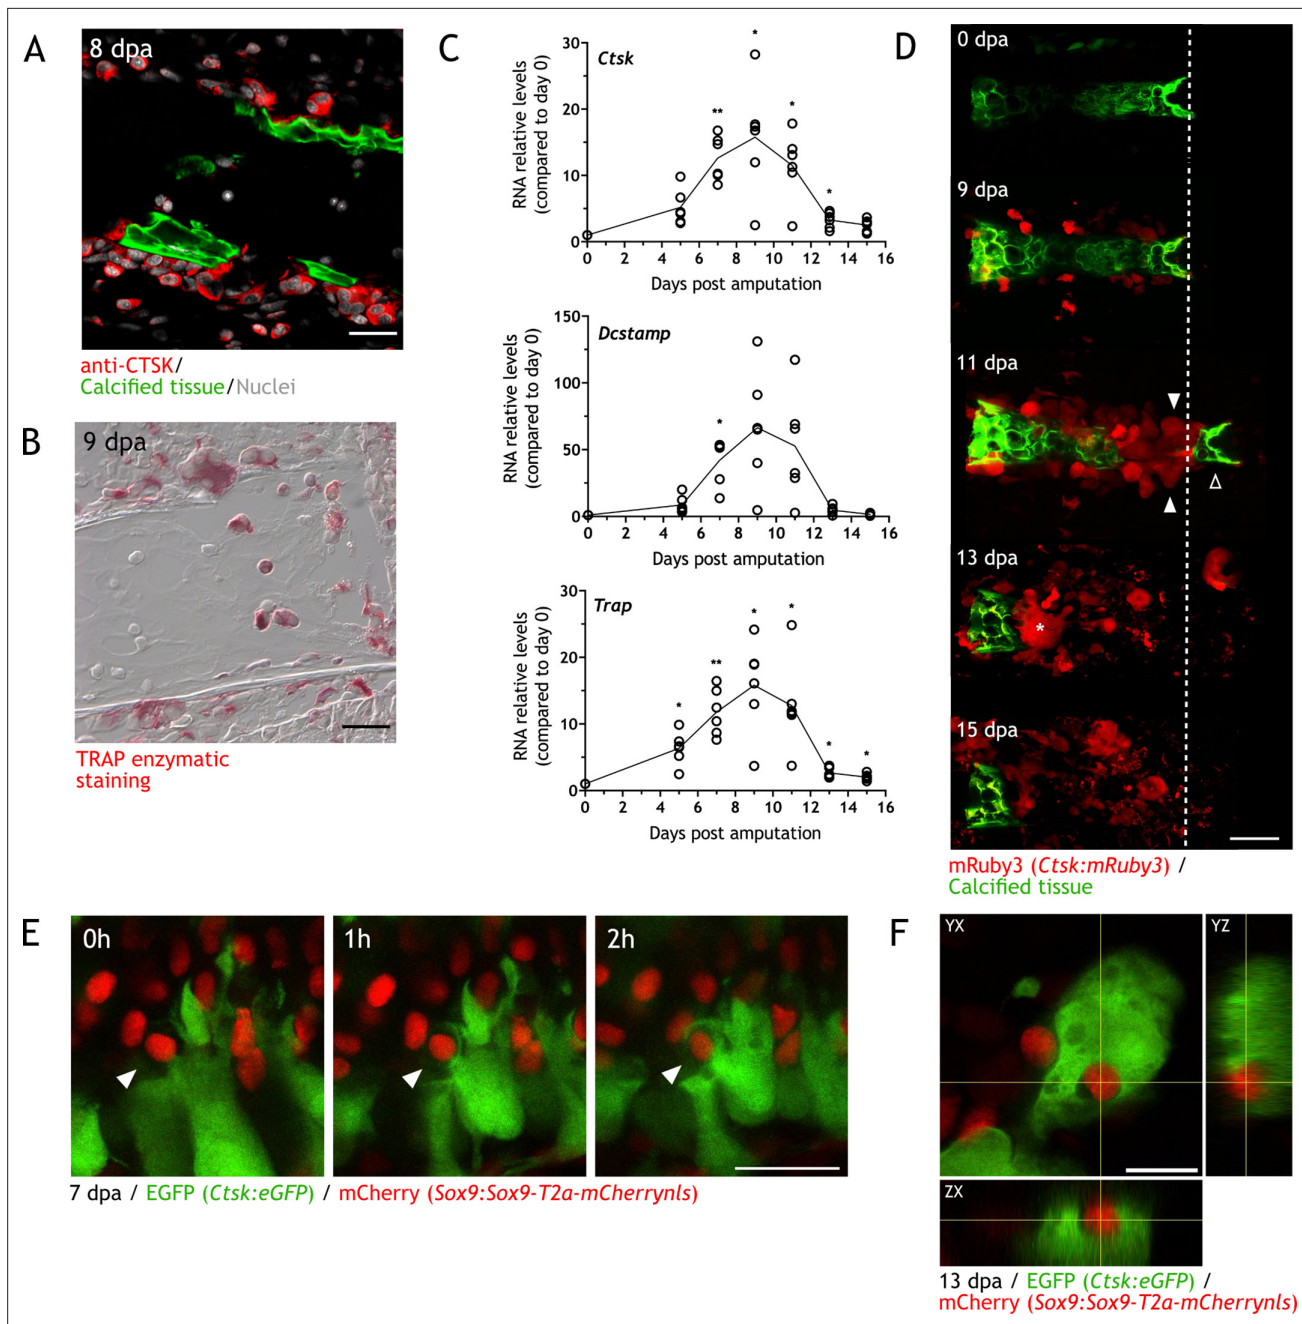 A
8 dpa
anti-CTSK/
Calcified tissue/Nuclei
B
9 dpa
TRAP enzymatic
staining
C
Ctsk
RNA relative levels
(compared to day 0)
30
20
10
0
0 2 4 6 8 10 12 14 16
Days post amputation
** * * *
Dcstamp
RNA relative levels
(compared to day 0)
150
100
50
0
0 2 4 6 8 10 12 14 16
Days post amputation
*
Trap
RNA relative levels
(compared to day 0)
30
20
10
0
0 2 4 6 8 10 12 14 16
Days post amputation
* ** * * * *
D
0 dpa
9 dpa
11 dpa
13 dpa
*
15 dpa
mRuby3 (Ctsk:mRuby3) /
Calcified tissue
E
0h
1h
2h
7 dpa / EGFP (Ctsk:eGFP) / mCherry (Sox9:Sox9-T2a-mCherrynls)
F
YX
YZ
ZX
13 dpa / EGFP (Ctsk:eGFP) /
mCherry (Sox9:Sox9-T2a-mCherrynls)